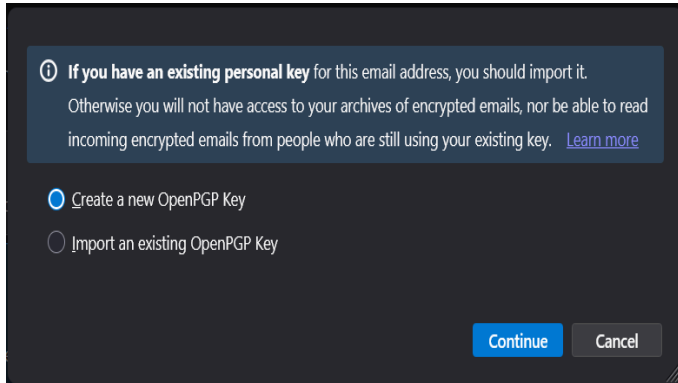 If you have an existing personal key for this email address, you should import it.
Otherwise you will not have access to your archives of encrypted emails, nor be able to read
incoming encrypted emails from people who are still using your existing key. Learn more
Create a new OpenPGP Key
Import an existing OpenPGP Key
Continue Cancel